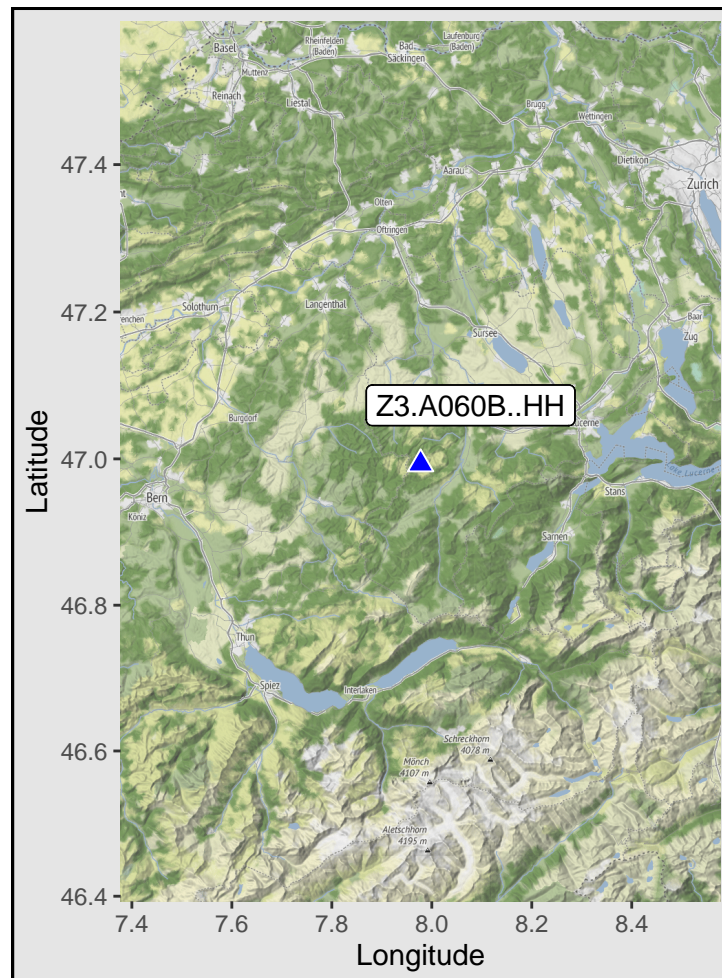 Rheinfelden
(Baden)
Laufenburg
(Baden)
Basel
Bad
Säckingen
Muttenz
Reinach
Liestal
Brugg
Wettingen
47.4
Aarau
Dietikon
Zurich
Olten
Oftringen
47.2
Solothurn
Langenthal
renchen
Baar
Sursee
Zug
Z3.A060B..HH
Burgdorf
ucerne
47.0
Lake Lucerne
Bern
Stans
Köniz
Sarnen
Latitude
46.8
Thun
Spiez
Interlaken
46.6
Schreckhorn
4078 m
Mönch
4107 m
Aletschhorn
4195 m
46.4
7.4
7.6
7.8
8.0
8.2
8.4
Longitude